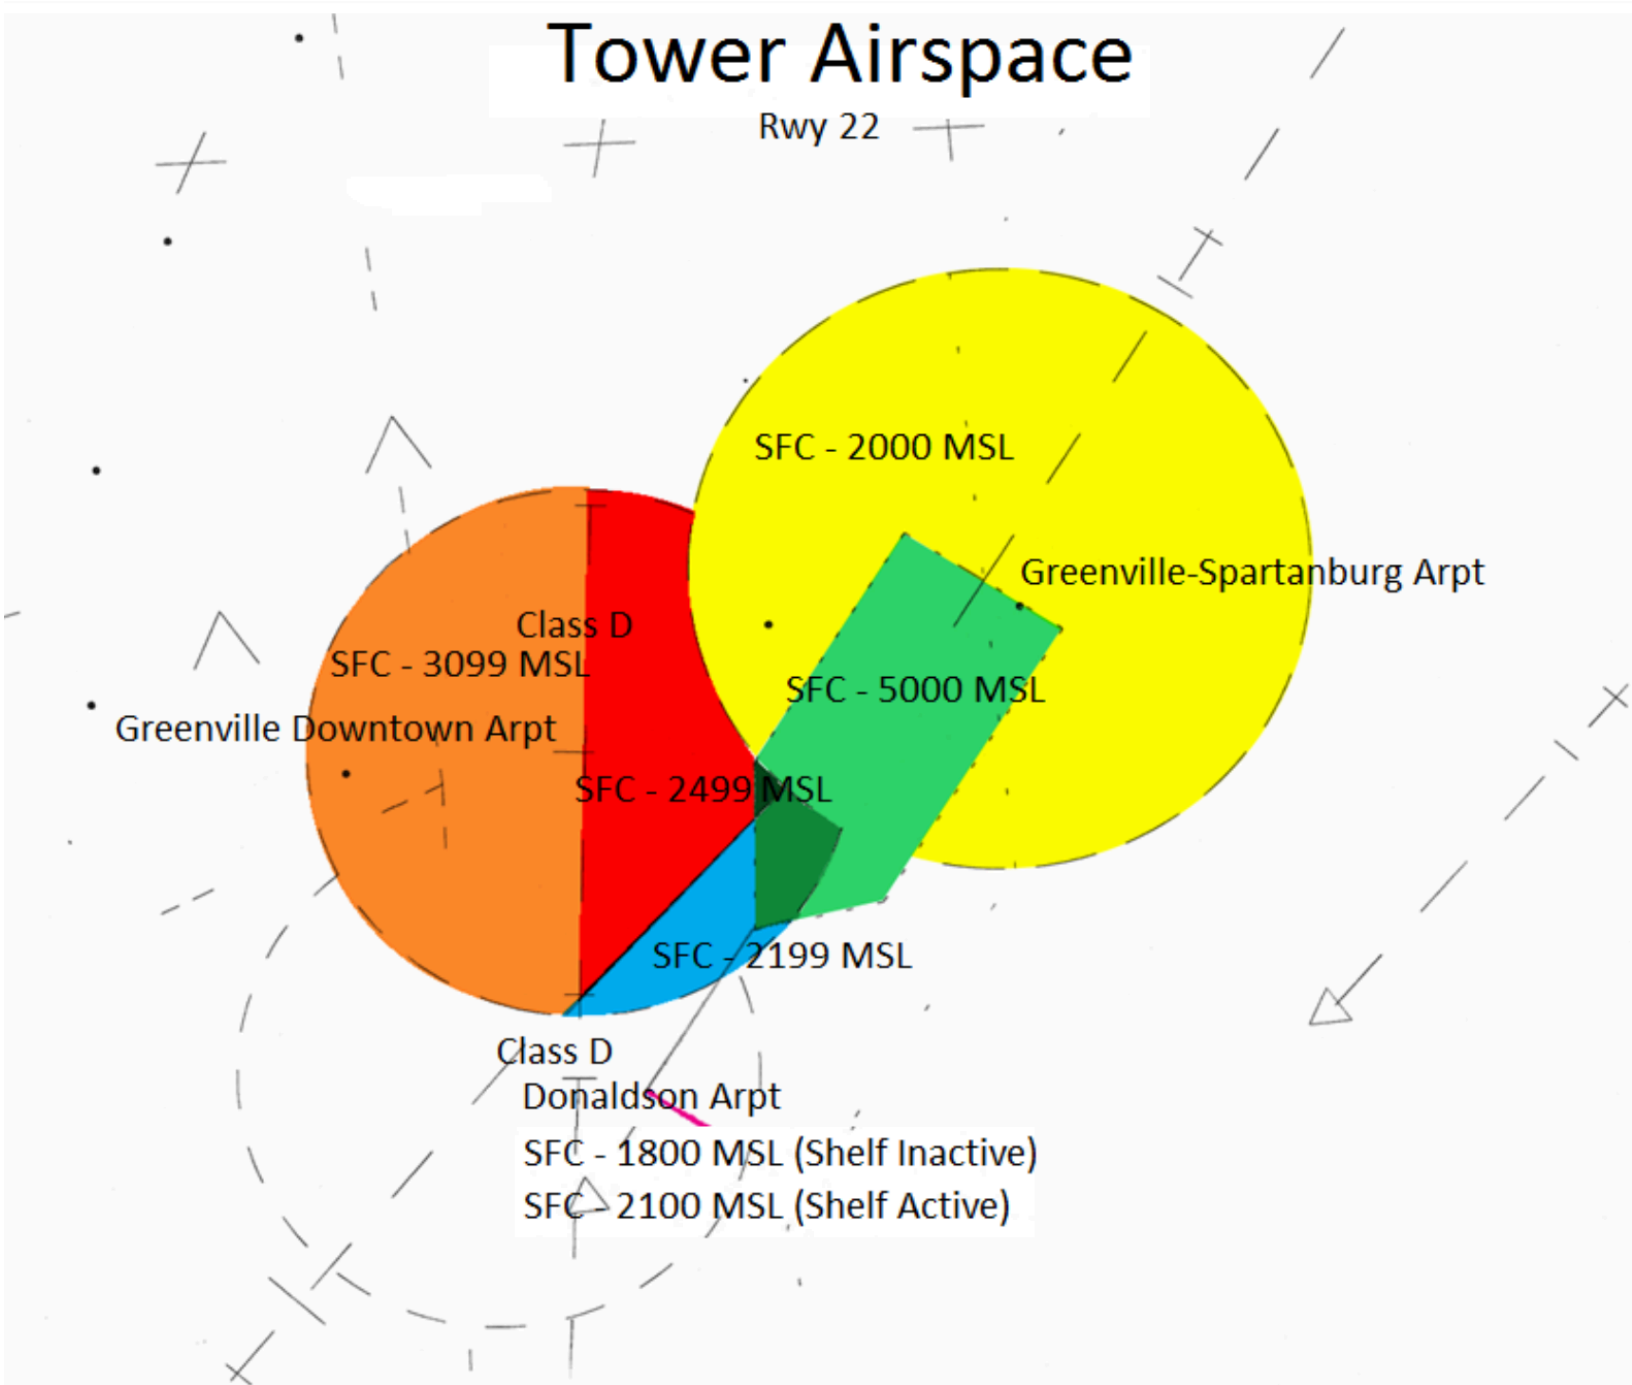 Tower Airspace
Rwy 22
SFC - 2000 MSL
Greenville-Spartanburg Arpt
Class D
SFC - 3099 MSL
SFC - 5000 MSL
Greenville Downtown Arpt
SFC - 2499 MSL
SFC - 2199 MSL
Class D
Donaldson Arpt
SFC - 1800 MSL (Shelf Inactive)
SFC - 2100 MSL (Shelf Active)